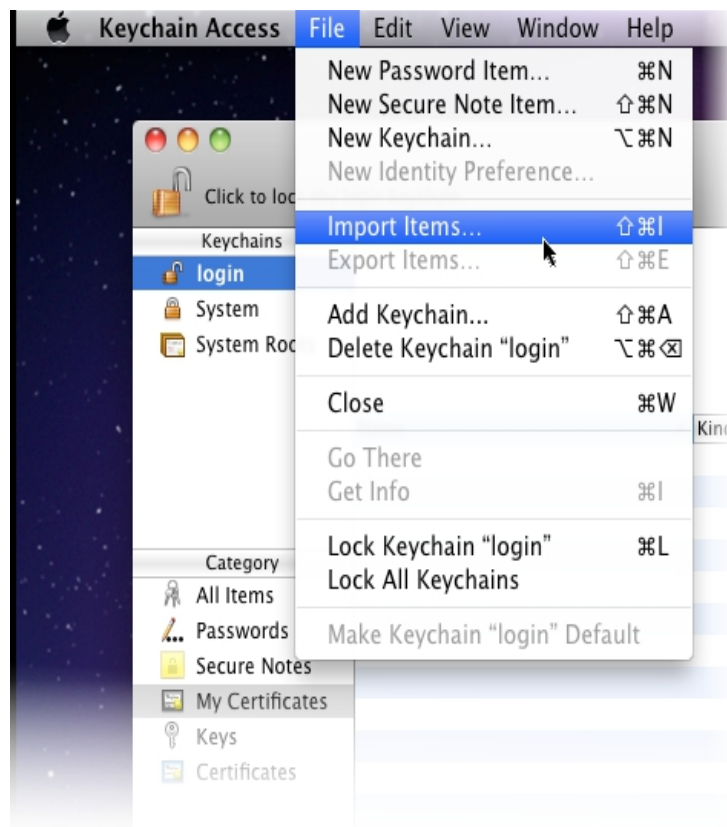 Keychain Access File Edit View Window Help
New Password Item... ⌘N
New Secure Note Item... ⇧⌘N
New Keychain... ⌥⌘N
New Identity Preference...
Click to loc
Import Items... ⇧⌘I
Keychains
Export Items... ⇧⌘E
login
System
Add Keychain... ⇧⌘A
System Roo
Delete Keychain “login” ⌥⌘⌫
Close ⌘W
Kin
Go There
Get Info ⌘I
Lock Keychain “login” ⌘L
Category
Lock All Keychains
All Items
Passwords
Make Keychain “login” Default
Secure Notes
My Certificates
Keys
Certificates